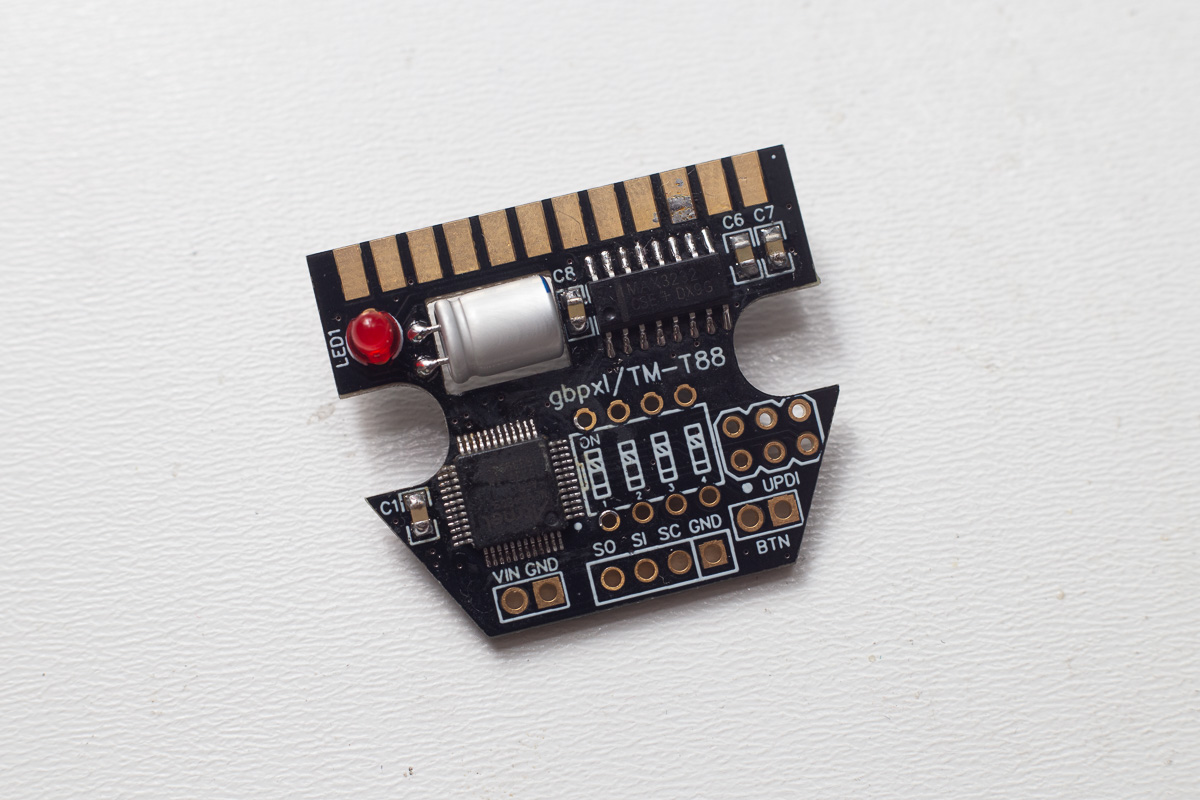 C6 C7
C8
LED1
gbpxl/TM-T88
ON
1 2 3 4
UPDI
C1
SO SI SC GND
BTN
VIN GND